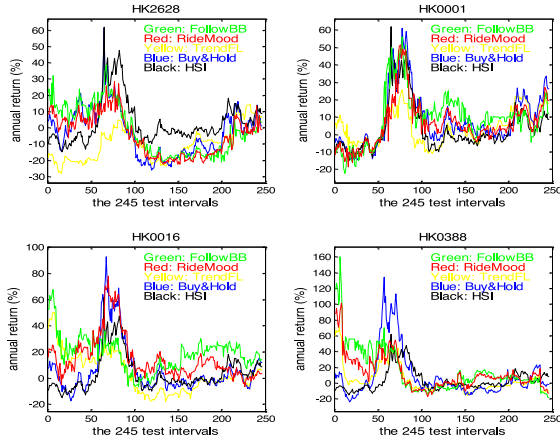 HK2628
Green: FollowBB
Red: RideMood
Yellow: TrendFL
Blue: Buy&Hold
Black: HSI
annual return (%)
60
50
40
30
20
10
0
-10
-20
-30
0
50
100
150
200
250
the 245 test intervals
HK0001
Green: FollowBB
Red: RideMood
Yellow: TrendFL
Blue: Buy&Hold
Black: HSI
annual return (%)
60
50
40
30
20
10
0
-10
-20
0
50
100
150
200
250
the 245 test intervals
HK0016
Green: FollowBB
Red: RideMood
Yellow: TrendFL
Blue: Buy&Hold
Black: HSI
annual return (%)
100
80
60
40
20
0
-20
0
50
100
150
200
250
the 245 test intervals
HK0388
Green: FollowBB
Red: RideMood
Yellow: TrendFL
Blue: Buy&Hold
Black: HSI
annual return (%)
160
140
120
100
80
60
40
20
0
-20
0
50
100
150
200
250
the 245 test intervals